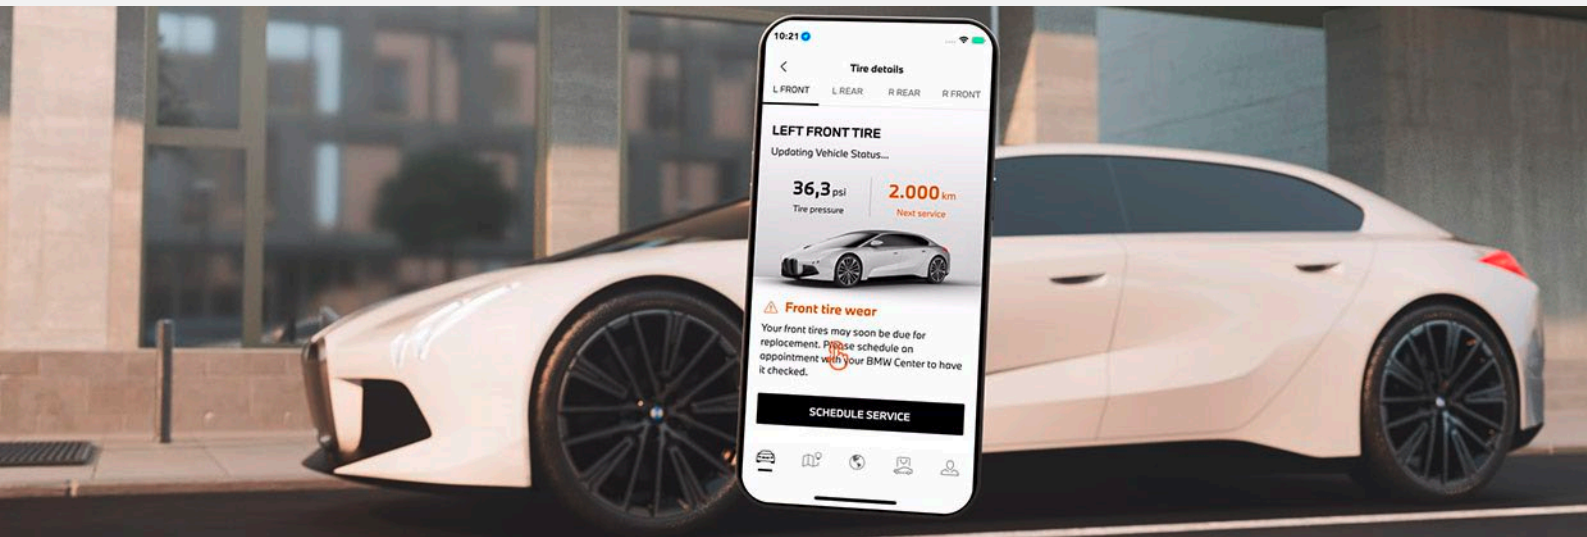 10:21
Tire details
L FRONT L REAR R REAR R FRONT
LEFT FRONT TIRE
Updating Vehicle Status...
36,3 psi 2.000 km
Tire pressure Next service
Front tire wear
Your front tires may soon be due for
replacement. Please schedule an
appointment with your BMW Center to have
it checked.
SCHEDULE SERVICE